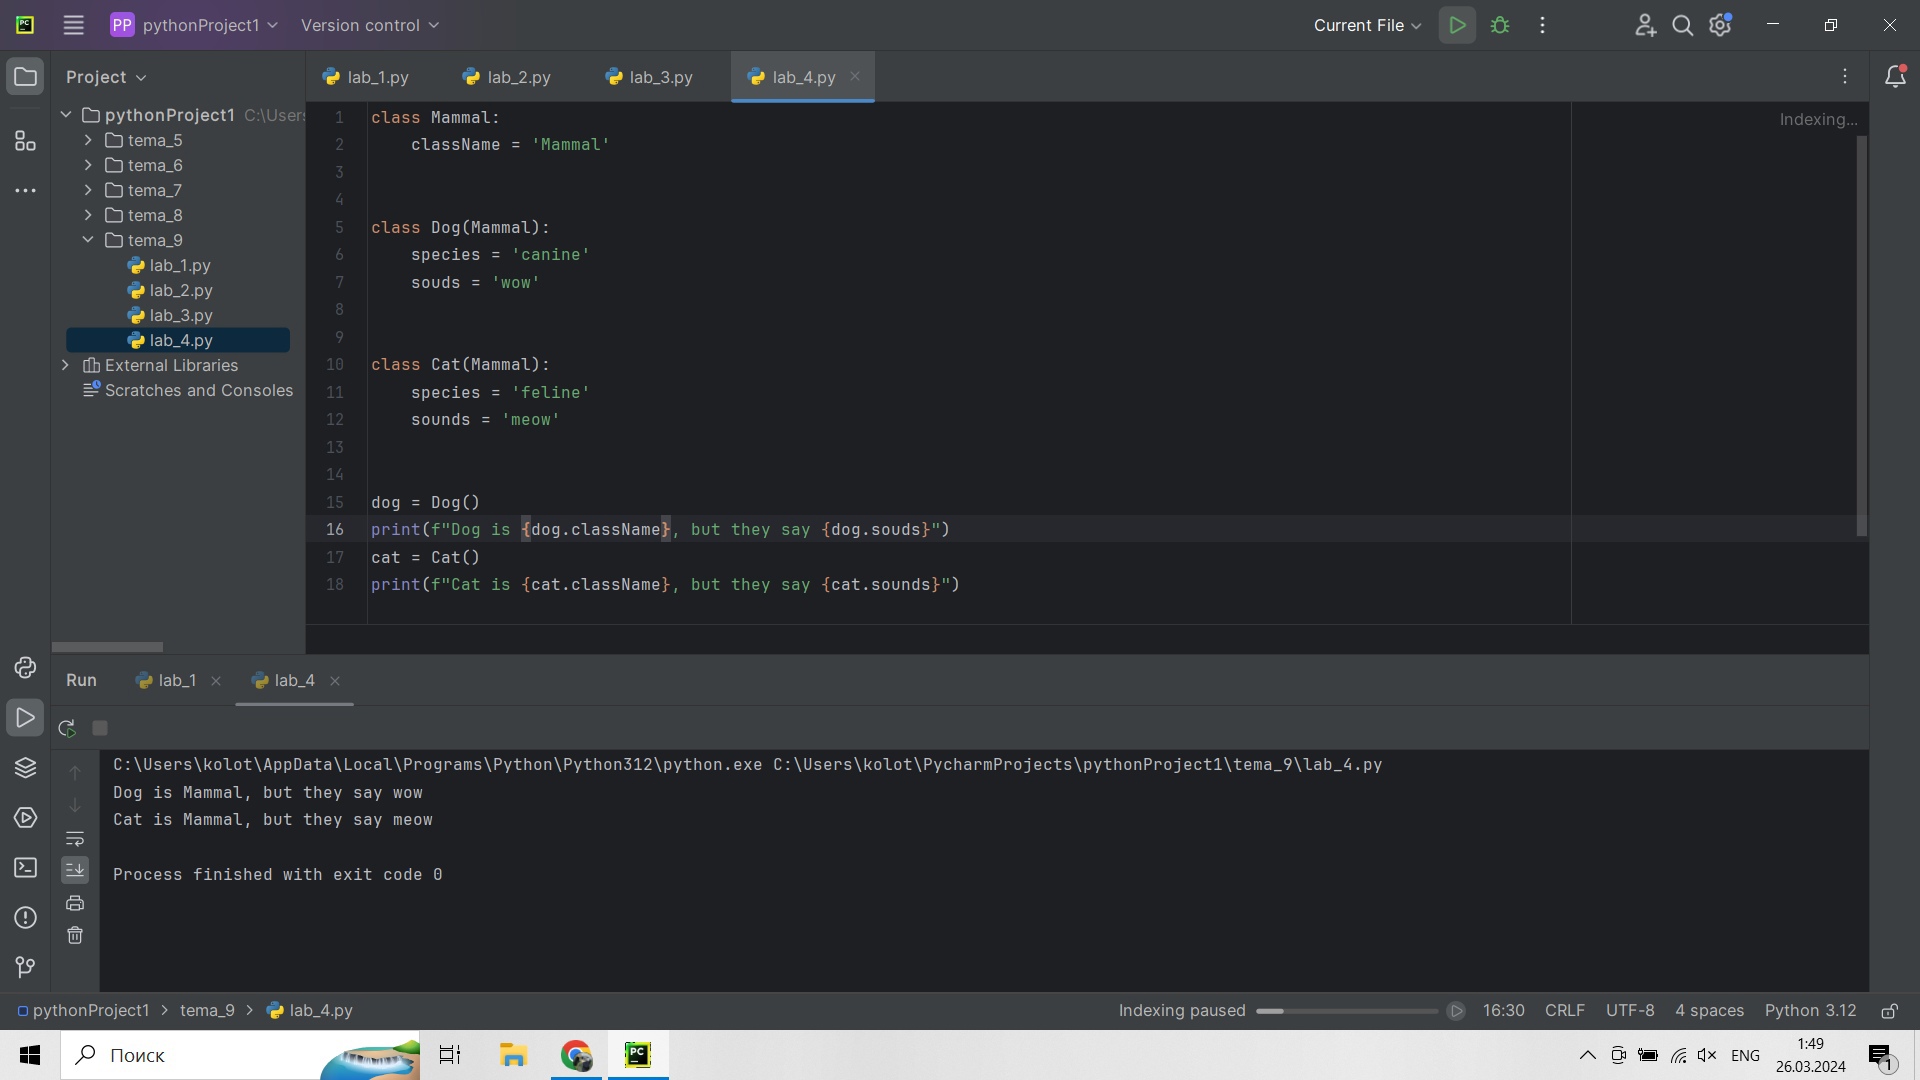 PC
PP pythonProject1
Version control
Current File
Project
lab_1.py
lab_2.py
lab_3.py
lab_4.py
pythonProject1 C:\Users
tema_5
tema_6
tema_7
tema_8
tema_9
lab_1.py
lab_2.py
lab_3.py
lab_4.py
External Libraries
Scratches and Consoles
Indexing...
1 class Mammal:
2 className = 'Mammal'
3
4
5 class Dog(Mammal):
6 species = 'canine'
7 souds = 'wow'
8
9
10 class Cat(Mammal):
11 species = 'feline'
12 sounds = 'meow'
13
14
15 dog = Dog()
16 print(f"Dog is {dog.className}, but they say {dog.souds}")
17 cat = Cat()
18 print(f"Cat is {cat.className}, but they say {cat.sounds}")
Run
lab_1
lab_4
C:\Users\kolot\AppData\Local\Programs\Python\Python312\python.exe C:\Users\kolot\PycharmProjects\pythonProject1\tema_9\lab_4.py
Dog is Mammal, but they say wow
Cat is Mammal, but they say meow
Process finished with exit code 0
pythonProject1 > tema_9 > lab_4.py
Indexing paused
16:30
CRLF
UTF-8
4 spaces
Python 3.12
Поиск
PC
ENG
1:49
26.03.2024
1